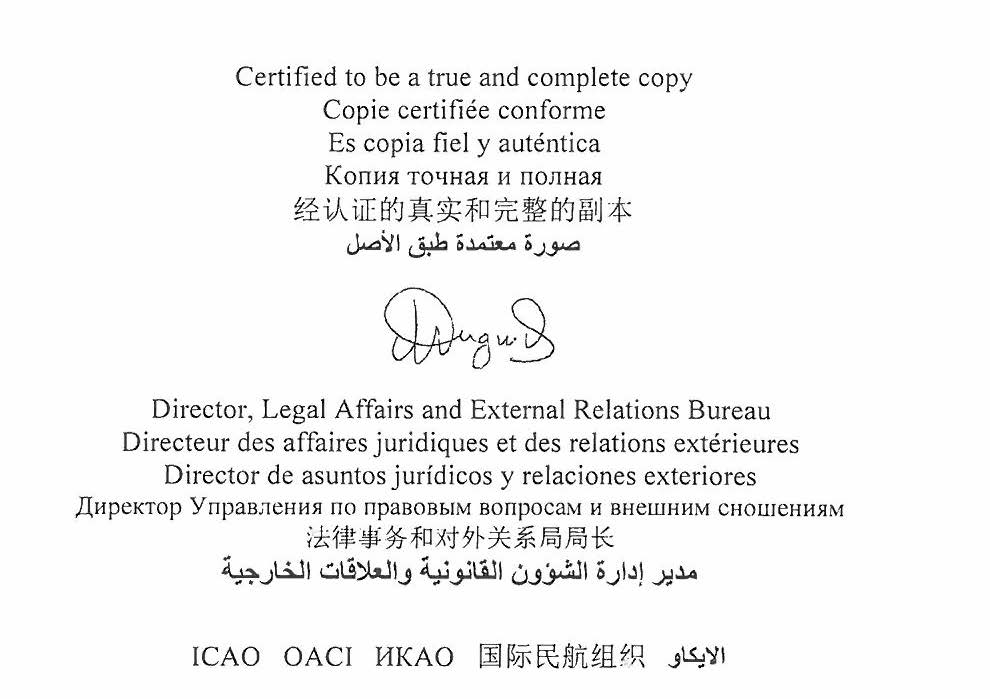 Certified to be a true and complete copy
Copie certifiée conforme
Es copia fiel y auténtica
Копия точная и полная
经认证的真实和完整的副本
صورة معتمدة طبق الأصل
Director, Legal Affairs and External Relations Bureau
Directeur des affaires juridiques et des relations extérieures
Director de asuntos jurídicos y relaciones exteriores
Директор Управления по правовым вопросам и внешним сношениям
法律事务和对外关系局局长
مدير إدارة الشؤون القانونية والعلاقات الخارجية
ICAO OACI ИКАО 国际民航组织 الايكاو